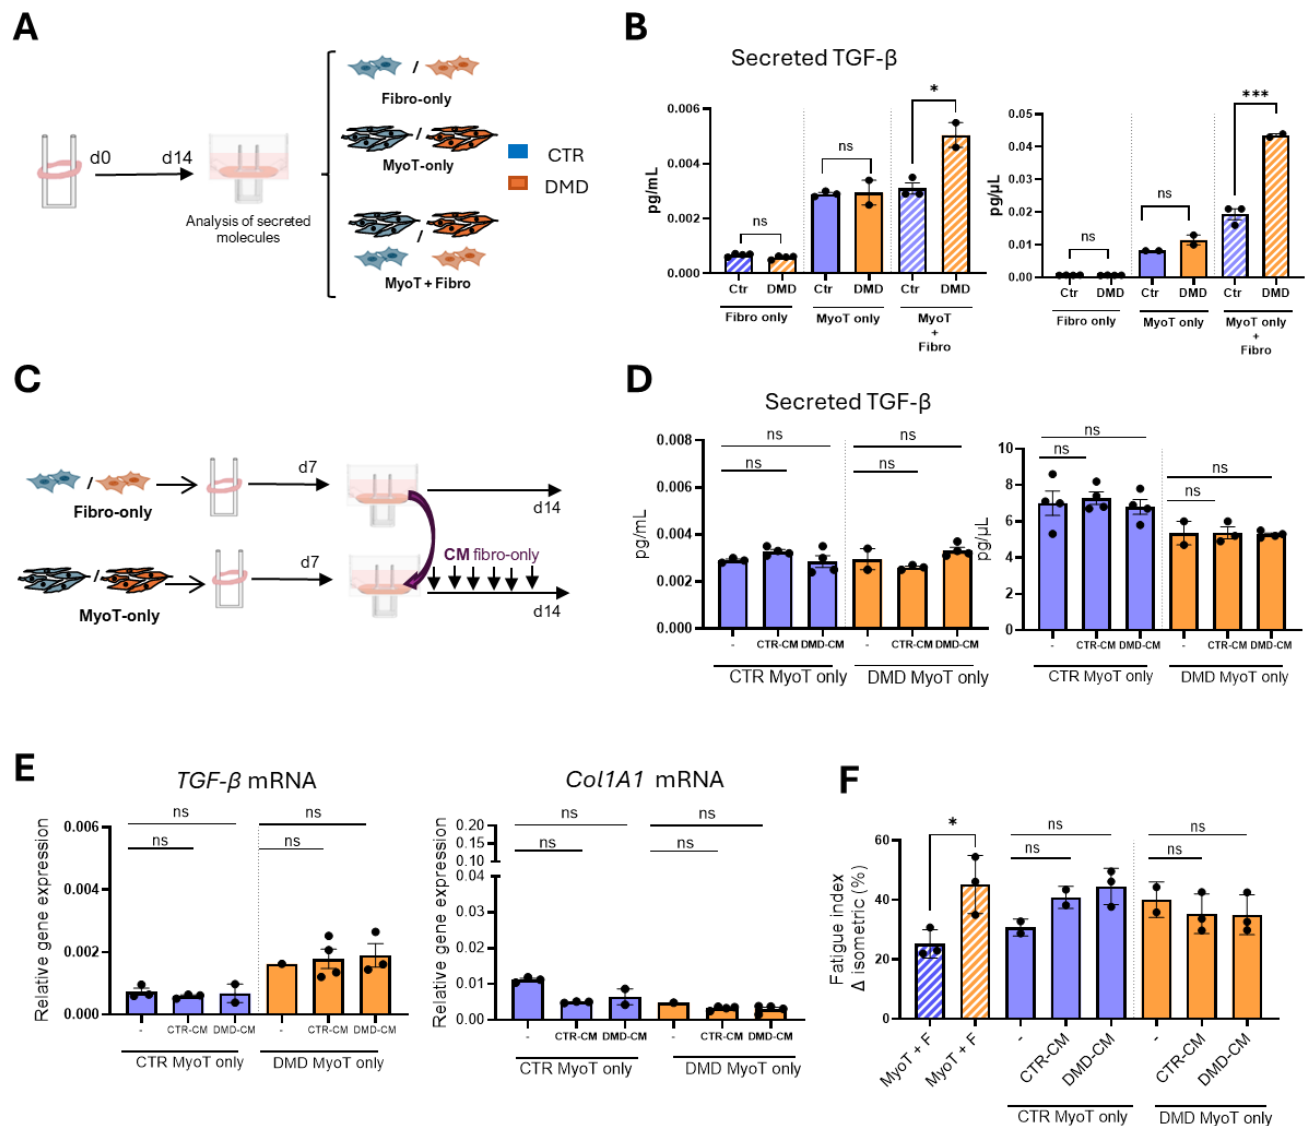 A
d0
d14
Analysis of secreted
molecules
/
Fibro-only
/
MyoT-only
/
MyoT + Fibro
CTR
DMD
B
Secreted TGF-β
pg/mL
0.006
0.004
0.002
0.000
ns
ns
*
Ctr
DMD
Ctr
DMD
Ctr
DMD
Fibro only
MyoT only
MyoT
+
Fibro
pg/µL
0.05
0.04
0.03
0.02
0.01
0.00
ns
ns
***
Ctr
DMD
Ctr
DMD
Ctr
DMD
Fibro only
MyoT only
MyoT only
+
Fibro
C
/
Fibro-only
d7
d14
/
MyoT-only
d7
CM fibro-only
d14
D
Secreted TGF-β
pg/mL
0.008
0.006
0.004
0.002
0.000
ns
ns
ns
ns
-
CTR-CM
DMD-CM
-
CTR-CM
DMD-CM
CTR MyoT only
DMD MyoT only
pg/µL
10
8
6
4
2
0
ns
ns
ns
ns
-
CTR-CM
DMD-CM
-
CTR-CM
DMD-CM
CTR MyoT only
DMD MyoT only
E
TGF-β mRNA
Relative gene expression
0.006
0.004
0.002
0.000
ns
ns
ns
ns
-
CTR-CM
DMD-CM
-
CTR-CM
DMD-CM
CTR MyoT only
DMD MyoT only
Col1A1 mRNA
Relative gene expression
0.20
0.15
0.10
0.04
0.03
0.02
0.01
0.00
ns
ns
ns
ns
-
CTR-CM
DMD-CM
-
CTR-CM
DMD-CM
CTR MyoT only
DMD MyoT only
F
Fatigue index
Δ isometric (%)
60
40
20
0
*
ns
ns
ns
ns
MyoT + F
MyoT + F
-
CTR-CM
DMD-CM
-
CTR-CM
DMD-CM
CTR MyoT only
DMD MyoT only